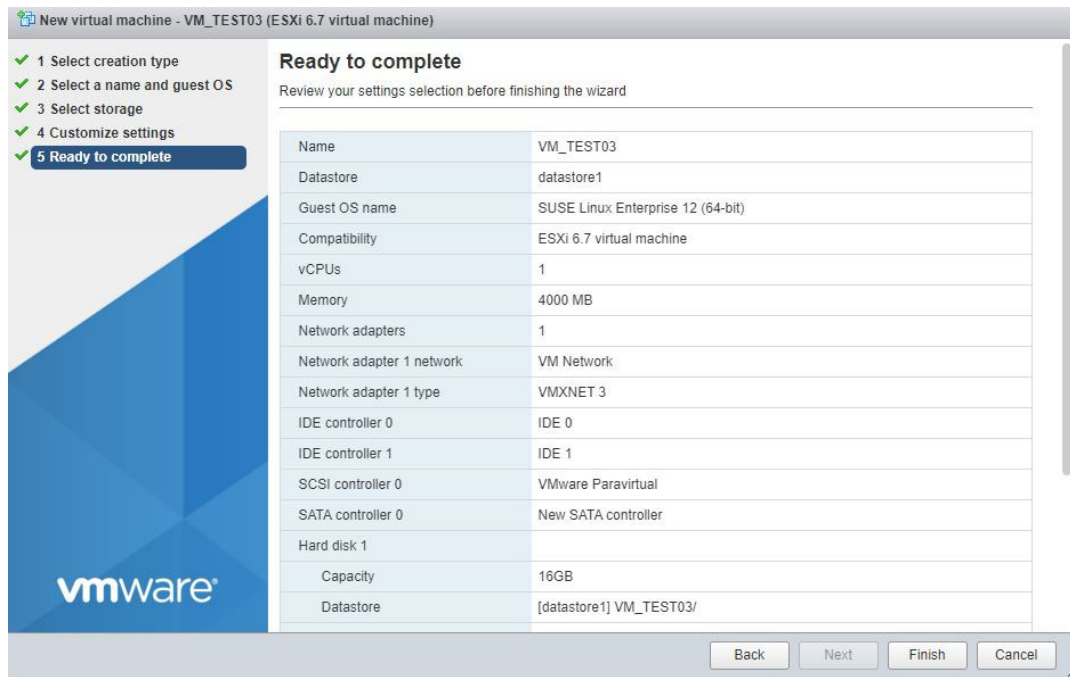 New virtual machine - VM_TEST03 (ESXi 6.7 virtual machine)
1 Select creation type
2 Select a name and guest OS
3 Select storage
4 Customize settings
5 Ready to complete
vmware®
Ready to complete
Review your settings selection before finishing the wizard
Name VM_TEST03
Datastore datastore1
Guest OS name SUSE Linux Enterprise 12 (64-bit)
Compatibility ESXi 6.7 virtual machine
vCPUs 1
Memory 4000 MB
Network adapters 1
Network adapter 1 network VM Network
Network adapter 1 type VMXNET 3
IDE controller 0 IDE 0
IDE controller 1 IDE 1
SCSI controller 0 VMware Paravirtual
SATA controller 0 New SATA controller
Hard disk 1
Capacity 16GB
Datastore [datastore1] VM_TEST03/
Back Next Finish Cancel